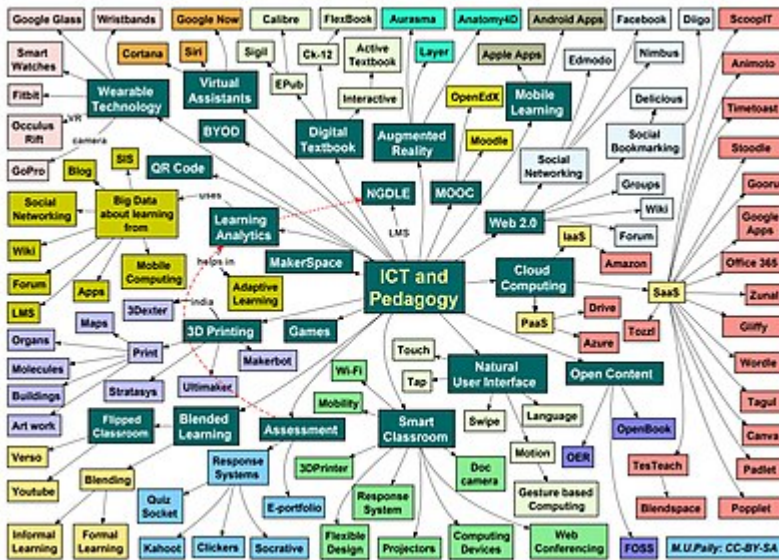 Google Glass
Wristbands
Google Now
Calibre
FlexBook
Aurasma
Anatomy4D
Android Apps
Facebook
Diigo
ScoopIT
Smart
Watches
Cortana
Siri
Sigil
Ck-12
Active
Textbook
Layer
Apple Apps
Edmodo
Nimbus
Animoto
Fitbit
Wearable
Technology
Virtual
Assistants
EPub
Interactive
OpenEdX
Mobile
Learning
Delicious
Timetoast
Occulus
Rift
VR
camera
BYOD
Digital
Textbook
Augmented
Reality
Moodle
Social
Bookmarking
Stoodle
GoPro
SIS
Blog
QR Code
Social
Networking
Groups
Social
Networking
Big Data
about learning
from
uses
NGDLE
MOOC
Web 2.0
Wiki
Google
Apps
Learning
Analytics
LMS
Forum
IaaS
Wiki
Mobile
Computing
helps in
MakerSpace
ICT and
Pedagogy
Cloud
Computing
Amazon
SaaS
Office 365
Forum
Apps
Adaptive
Learning
LMS
3Dexter
india
Drive
Maps
3D Printing
Games
PaaS
Tozzl
Gliffy
Organs
Print
Makerbot
Azure
Molecules
Touch
Natural
User Interface
Open Content
Wordle
Buildings
Stratasys
Ultimaker
Wi-Fi
Tap
Tagul
Art work
Flipped
Classroom
Blended
Learning
Assessment
Mobility
Smart
Classroom
Swipe
Language
OpenBook
Canva
Verso
Response
Systems
3DPrinter
Doc
camera
Motion
OER
TesTeach
Padlet
Youtube
Blending
Quiz
Socket
E-portfolio
Response
System
Gesture based
Computing
Blendspace
Popplet
Informal
Learning
Formal
Learning
Kahoot
Clickers
Socrative
Flexible
Design
Projectors
Computing
Devices
Web
Conferencing
FOSS